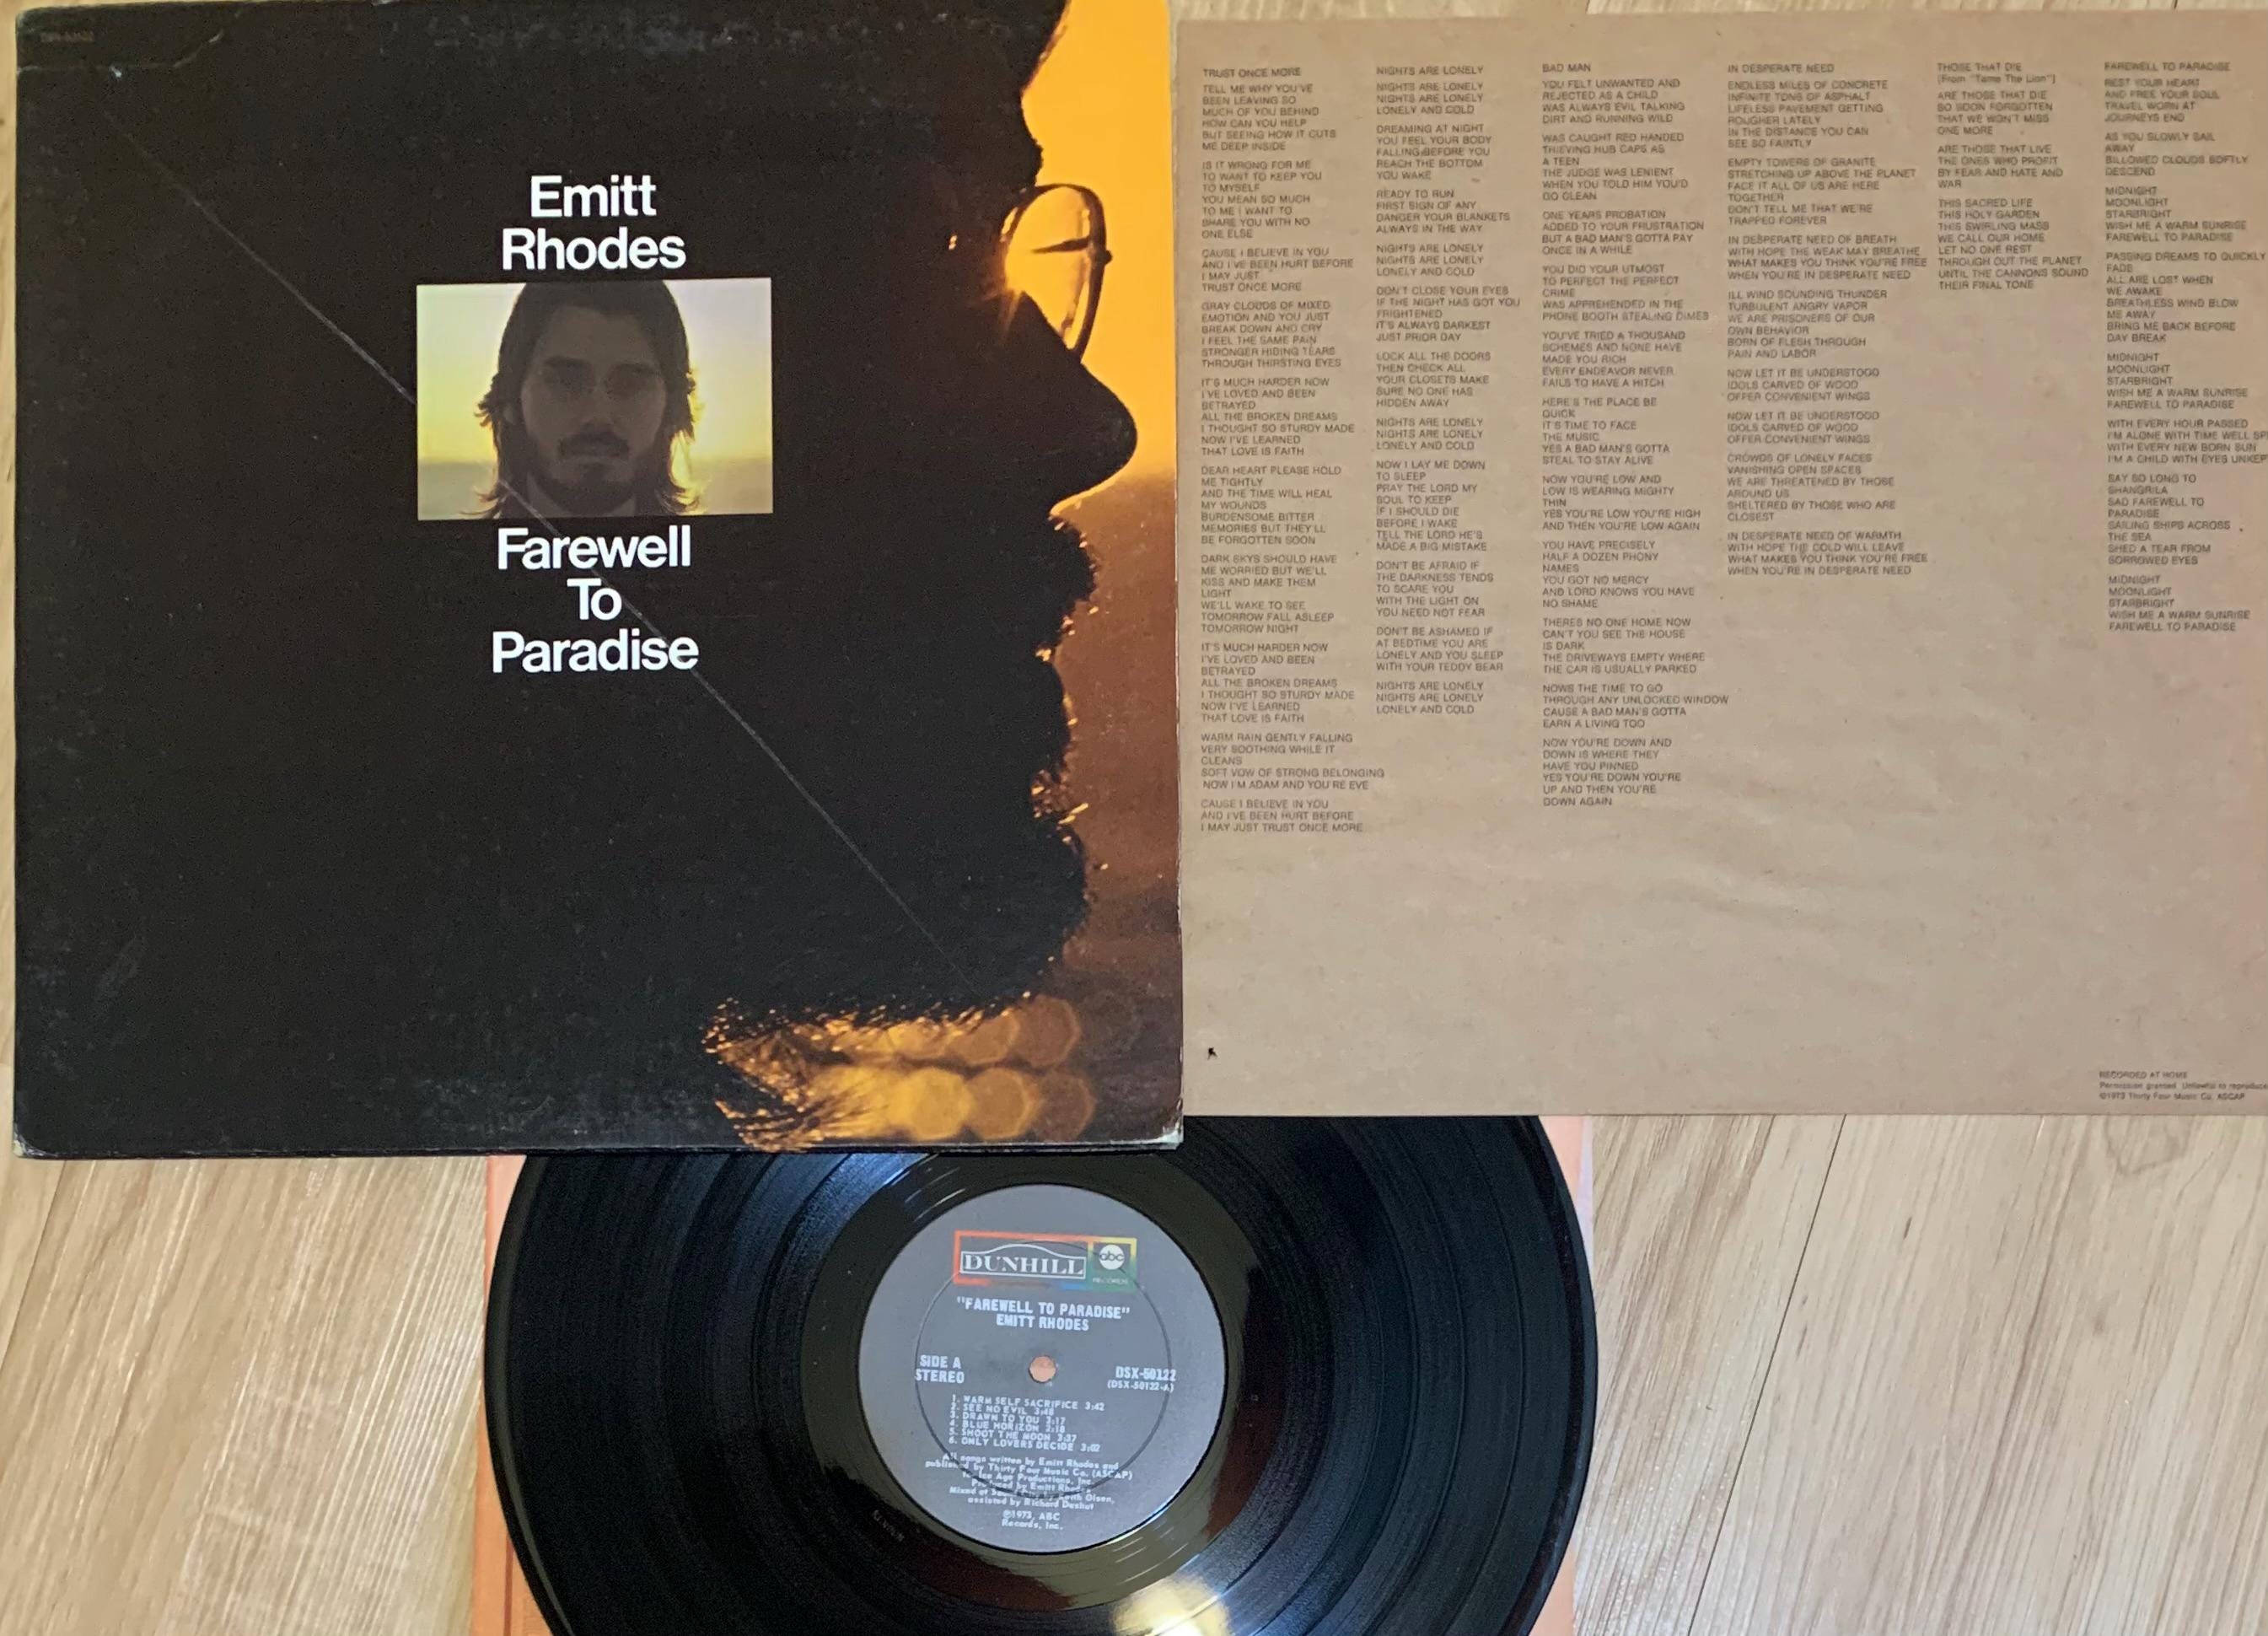 Emitt
Rhodes
Farewell
To
Paradise
TRUST ONCE MORE
TELL ME WHY YOU'VE
BEEN LEAVING SO
MUCH OF YOU BEHIND
HOW CAN YOU HELP
BUT SEEING HOW IT CUTS
ME DEEP INSIDE
IS IT WRONG FOR ME
TO WANT TO KEEP YOU
TO MYSELF
YOU MEAN SO MUCH
TO ME I WANT TO
SHARE YOU WITH NO
ONE ELSE
CAUSE I BELIEVE IN YOU
AND I'VE BEEN HURT BEFORE
I MAY JUST
TRUST ONCE MORE
GRAY CLOUDS OF MIXED
EMOTION AND YOU JUST
BREAK DOWN AND CRY
I FEEL THE SAME PAIN
STRONGER HIDING TEARS
THROUGH THIRSTING EYES
IT'S MUCH HARDER NOW
I'VE LOVED AND BEEN
BETRAYED
ALL THE BROKEN DREAMS
I THOUGHT SO STURDY MADE
NOW I'VE LEARNED
THAT LOVE IS FAITH
DEAR HEART PLEASE HOLD
ME TIGHTLY
AND THE TIME WILL HEAL
MY WOUNDS
BURDENSOME BITTER
MEMORIES BUT THEY'LL
BE FORGOTTEN SOON
DARK SKYS SHOULD HAVE
ME WORRIED BUT WE'LL
KISS AND MAKE THEM
LIGHT
WE'LL WAKE TO SEE
TOMORROW FALL ASLEEP
TOMORROW NIGHT
IT'S MUCH HARDER NOW
I'VE LOVED AND BEEN
BETRAYED
ALL THE BROKEN DREAMS
I THOUGHT SO STURDY MADE
NOW I'VE LEARNED
THAT LOVE IS FAITH
WARM RAIN GENTLY FALLING
VERY SOOTHING WHILE IT
CLEANS
SOFT VOW OF STRONG BELONGING
NOW I'M ADAM AND YOU'RE EVE
CAUSE I BELIEVE IN YOU
AND I'VE BEEN HURT BEFORE
I MAY JUST TRUST ONCE MORE
NIGHTS ARE LONELY
NIGHTS ARE LONELY
NIGHTS ARE LONELY
LONELY AND COLD
DREAMING AT NIGHT
YOU FEEL YOUR BODY
FALLING BEFORE YOU
REACH THE BOTTOM
YOU WAKE
READY TO RUN
FIRST SIGN OF ANY
DANGER YOUR BLANKETS
ALWAYS IN THE WAY
NIGHTS ARE LONELY
NIGHTS ARE LONELY
LONELY AND COLD
DON'T CLOSE YOUR EYES
IF THE NIGHT HAS GOT YOU
FRIGHTENED
IT'S ALWAYS DARKEST
JUST PRIOR DAY
LOCK ALL THE DOORS
THEN CHECK ALL
YOUR CLOSETS MAKE
SURE NO ONE HAS
HIDDEN AWAY
NIGHTS ARE LONELY
NIGHTS ARE LONELY
LONELY AND COLD
NOW I LAY ME DOWN
TO SLEEP
PRAY THE LORD MY
SOUL TO KEEP
IF I SHOULD DIE
BEFORE I WAKE
TELL THE LORD HE'S
MADE A BIG MISTAKE
DON'T BE AFRAID IF
THE DARKNESS TENDS
TO SCARE YOU
WITH THE LIGHT ON
YOU NEED NOT FEAR
DON'T BE ASHAMED IF
AT BEDTIME YOU ARE
LONELY AND YOU SLEEP
WITH YOUR TEDDY BEAR
NIGHTS ARE LONELY
NIGHTS ARE LONELY
LONELY AND COLD
BAD MAN
YOU FELT UNWANTED AND
REJECTED AS A CHILD
WAS ALWAYS EVIL TALKING
DIRT AND RUNNING WILD
WAS CAUGHT RED HANDED
THIEVING HUB CAPS AS
A TEEN
THE JUDGE WAS LENIENT
WHEN YOU TOLD HIM YOU'D
GO CLEAN
ONE YEARS PROBATION
ADDED TO YOUR FRUSTRATION
BUT A BAD MAN'S GOTTA PAY
ONCE IN A WHILE
YOU DID YOUR UTMOST
TO PERFECT THE PERFECT
CRIME
WAS APPREHENDED IN THE
PHONE BOOTH STEALING DIMES
YOU'VE TRIED A THOUSAND
SCHEMES AND NONE HAVE
MADE YOU RICH
EVERY ENDEAVOR NEVER
FAILS TO HAVE A HITCH
HERE'S THE PLACE BE
QUICK
IT'S TIME TO FACE
THE MUSIC
YES A BAD MAN'S GOTTA
STEAL TO STAY ALIVE
NOW YOU'RE LOW AND
LOW IS WEARING MIGHTY
THIN
YES YOU'RE LOW YOU'RE HIGH
AND THEN YOU'RE LOW AGAIN
YOU HAVE PRECISELY
HALF A DOZEN PHONY
NAMES
YOU GOT NO MERCY
AND LORD KNOWS YOU HAVE
NO SHAME
THERES NO ONE HOME NOW
CAN'T YOU SEE THE HOUSE
IS DARK
THE DRIVEWAYS EMPTY WHERE
THE CAR IS USUALLY PARKED
NOWS THE TIME TO GO
THROUGH ANY UNLOCKED WINDOW
CAUSE A BAD MAN'S GOTTA
EARN A LIVING TOO
NOW YOU'RE DOWN AND
DOWN IS WHERE THEY
HAVE YOU PINNED
YES YOU'RE DOWN YOU'RE
UP AND THEN YOU'RE
DOWN AGAIN
IN DESPERATE NEED
ENDLESS MILES OF CONCRETE
INFINITE TONS OF ASPHALT
LIFELESS PAVEMENT GETTING
ROUGHER LATELY
IN THE DISTANCE YOU CAN
SEE SO FAINTLY
EMPTY TOWERS OF GRANITE
STRETCHING UP ABOVE THE PLANET
FACE IT ALL OF US ARE HERE
TOGETHER
DON'T TELL ME THAT WE'RE
TRAPPED FOREVER
IN DESPERATE NEED OF BREATH
WITH HOPE THE WEAK MAY BREATHE
WHAT MAKES YOU THINK YOU'RE FREE
WHEN YOU'RE IN DESPERATE NEED
ILL WIND SOUNDING THUNDER
TURBULENT ANGRY VAPOR
WE ARE PRISONERS OF OUR
OWN BEHAVIOR
BORN OF FLESH THROUGH
PAIN AND LABOR
NOW LET IT BE UNDERSTOOD
IDOLS CARVED OF WOOD
OFFER CONVENIENT WINGS
NOW LET IT BE UNDERSTOOD
IDOLS CARVED OF WOOD
OFFER CONVENIENT WINGS
CROWDS OF LONELY FACES
VANISHING OPEN SPACES
WE ARE THREATENED BY THOSE
AROUND US
SHELTERED BY THOSE WHO ARE
CLOSEST
IN DESPERATE NEED OF WARMTH
WITH HOPE THE COLD WILL LEAVE
WHAT MAKES YOU THINK YOU'RE FREE
WHEN YOU'RE IN DESPERATE NEED
THOSE THAT DIE
(From "Tame The Lion")
ARE THOSE THAT DIE
SO SOON FORGOTTEN
THAT WE WON'T MISS
ONE MORE
ARE THOSE THAT LIVE
THE ONES WHO PROFIT
BY FEAR AND HATE AND
WAR
THIS SACRED LIFE
THIS HOLY GARDEN
THIS SWIRLING MASS
WE CALL OUR HOME
LET NO ONE REST
THROUGH OUT THE PLANET
UNTIL THE CANNONS SOUND
THEIR FINAL TONE
FAREWELL TO PARADISE
REST YOUR HEART
AND FREE YOUR SOUL
TRAVEL WORN AT
JOURNEYS END
AS YOU SLOWLY SAIL
AWAY
BILLOWED CLOUDS SOFTLY
DESCEND
MIDNIGHT
MOONLIGHT
STARBRIGHT
WISH ME A WARM SUNRISE
FAREWELL TO PARADISE
PASSING DREAMS TO QUICKLY
FADE
ALL ARE LOST WHEN
WE AWAKE
BREATHLESS WIND BLOW
ME AWAY
BRING ME BACK BEFORE
DAY BREAK
MIDNIGHT
MOONLIGHT
STARBRIGHT
WISH ME A WARM SUNRISE
FAREWELL TO PARADISE
WITH EVERY HOUR PASSED
I'M ALONE WITH TIME WELL SP
WITH EVERY NEW BORN SUN
I'M A CHILD WITH EYES UNKEP
SAY SO LONG TO
SHANGRILA
SAD FAREWELL TO
PARADISE
SAILING SHIPS ACROSS
THE SEA
SHED A TEAR FROM
SORROWED EYES
MIDNIGHT
MOONLIGHT
STARBRIGHT
WISH ME A WARM SUNRISE
FAREWELL TO PARADISE
RECORDED AT HOME
Permission granted. Unlawful to reproduce
©1973 Thirty Four Music Co. ASCAP
DUNHILL
abc
RECORDS
"FAREWELL TO PARADISE"
EMITT RHODES
SIDE A
STEREO
DSX-50122
(DSX-50122-A)
1. WARM SELF SACRIFICE 3:42
2. SEE NO EVIL 3:48
3. DRAWN TO YOU 3:17
4. BLUE HORIZON 2:18
5. SHOOT THE MOON 3:37
6. ONLY LOVERS DECIDE 3:02
All songs written by Emitt Rhodes and
published by Thirty Four Music Co. (ASCAP)
for Ice Age Productions, Inc.
Produced by Emitt Rhodes
Mixed at Keith Olsen,
assisted by Richard Dashut
Ⓟ1973, ABC
Records, Inc.